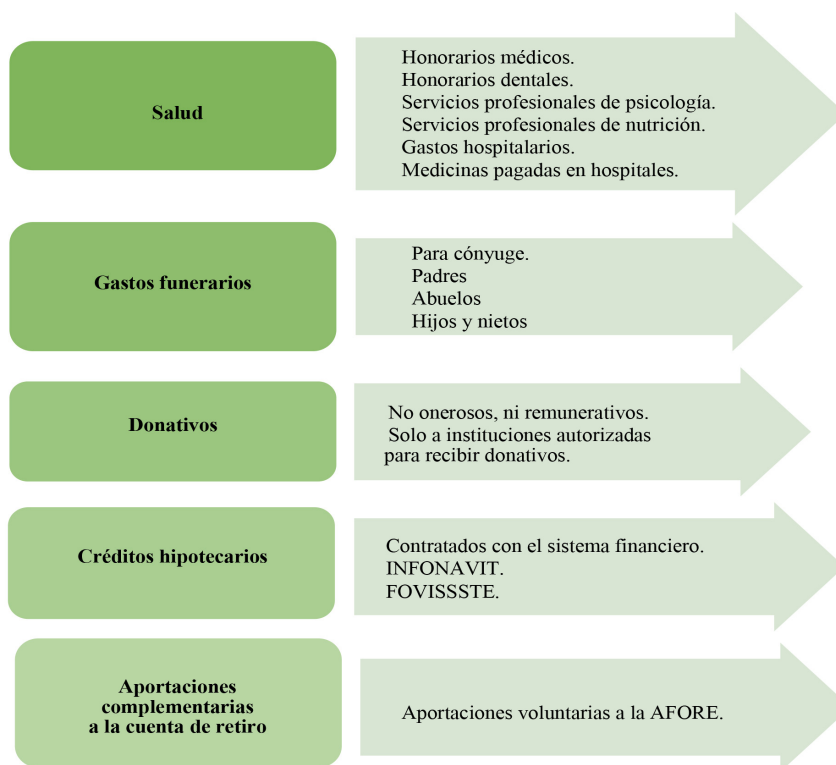 Salud
Honorarios médicos.
Honorarios dentales.
Servicios profesionales de psicología.
Servicios profesionales de nutrición.
Gastos hospitalarios.
Medicinas pagadas en hospitales.
Gastos funerarios
Para cónyuge.
Padres
Abuelos
Hijos y nietos
Donativos
No onerosos, ni remunerativos.
Solo a instituciones autorizadas
para recibir donativos.
Créditos hipotecarios
Contratados con el sistema financiero.
INFONAVIT.
FOVISSSTE.
Aportaciones
complementarias
a la cuenta de retiro
Aportaciones voluntarias a la AFORE.